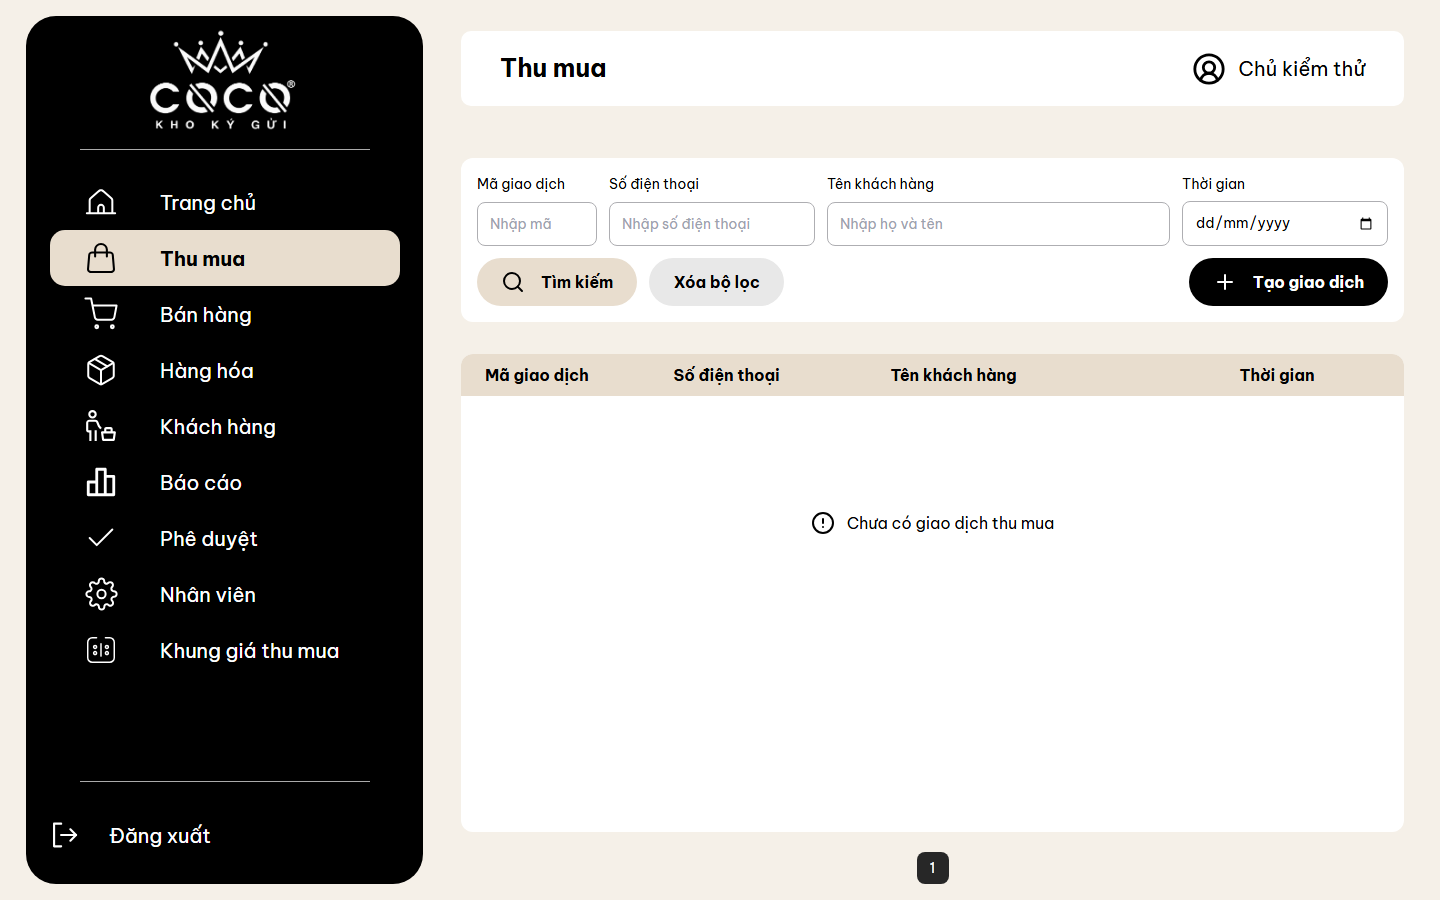 COCO®
KHO KÝ GỬI
Trang chủ
Thu mua
Bán hàng
Hàng hóa
Khách hàng
Báo cáo
Phê duyệt
Nhân viên
Khung giá thu mua
Đăng xuất
Thu mua
Chủ kiểm thử
Mã giao dịch Số điện thoại Tên khách hàng Thời gian
Nhập mã Nhập số điện thoại Nhập họ và tên dd/mm/yyyy
Tìm kiếm Xóa bộ lọc Tạo giao dịch
Mã giao dịch Số điện thoại Tên khách hàng Thời gian
Chưa có giao dịch thu mua
1